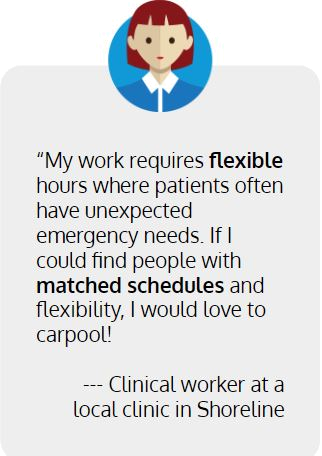 “My work requires flexible
hours where patients often
have unexpected
emergency needs. If I
could find people with
matched schedules and
flexibility, I would love to
carpool!
--- Clinical worker at a
local clinic in Shoreline